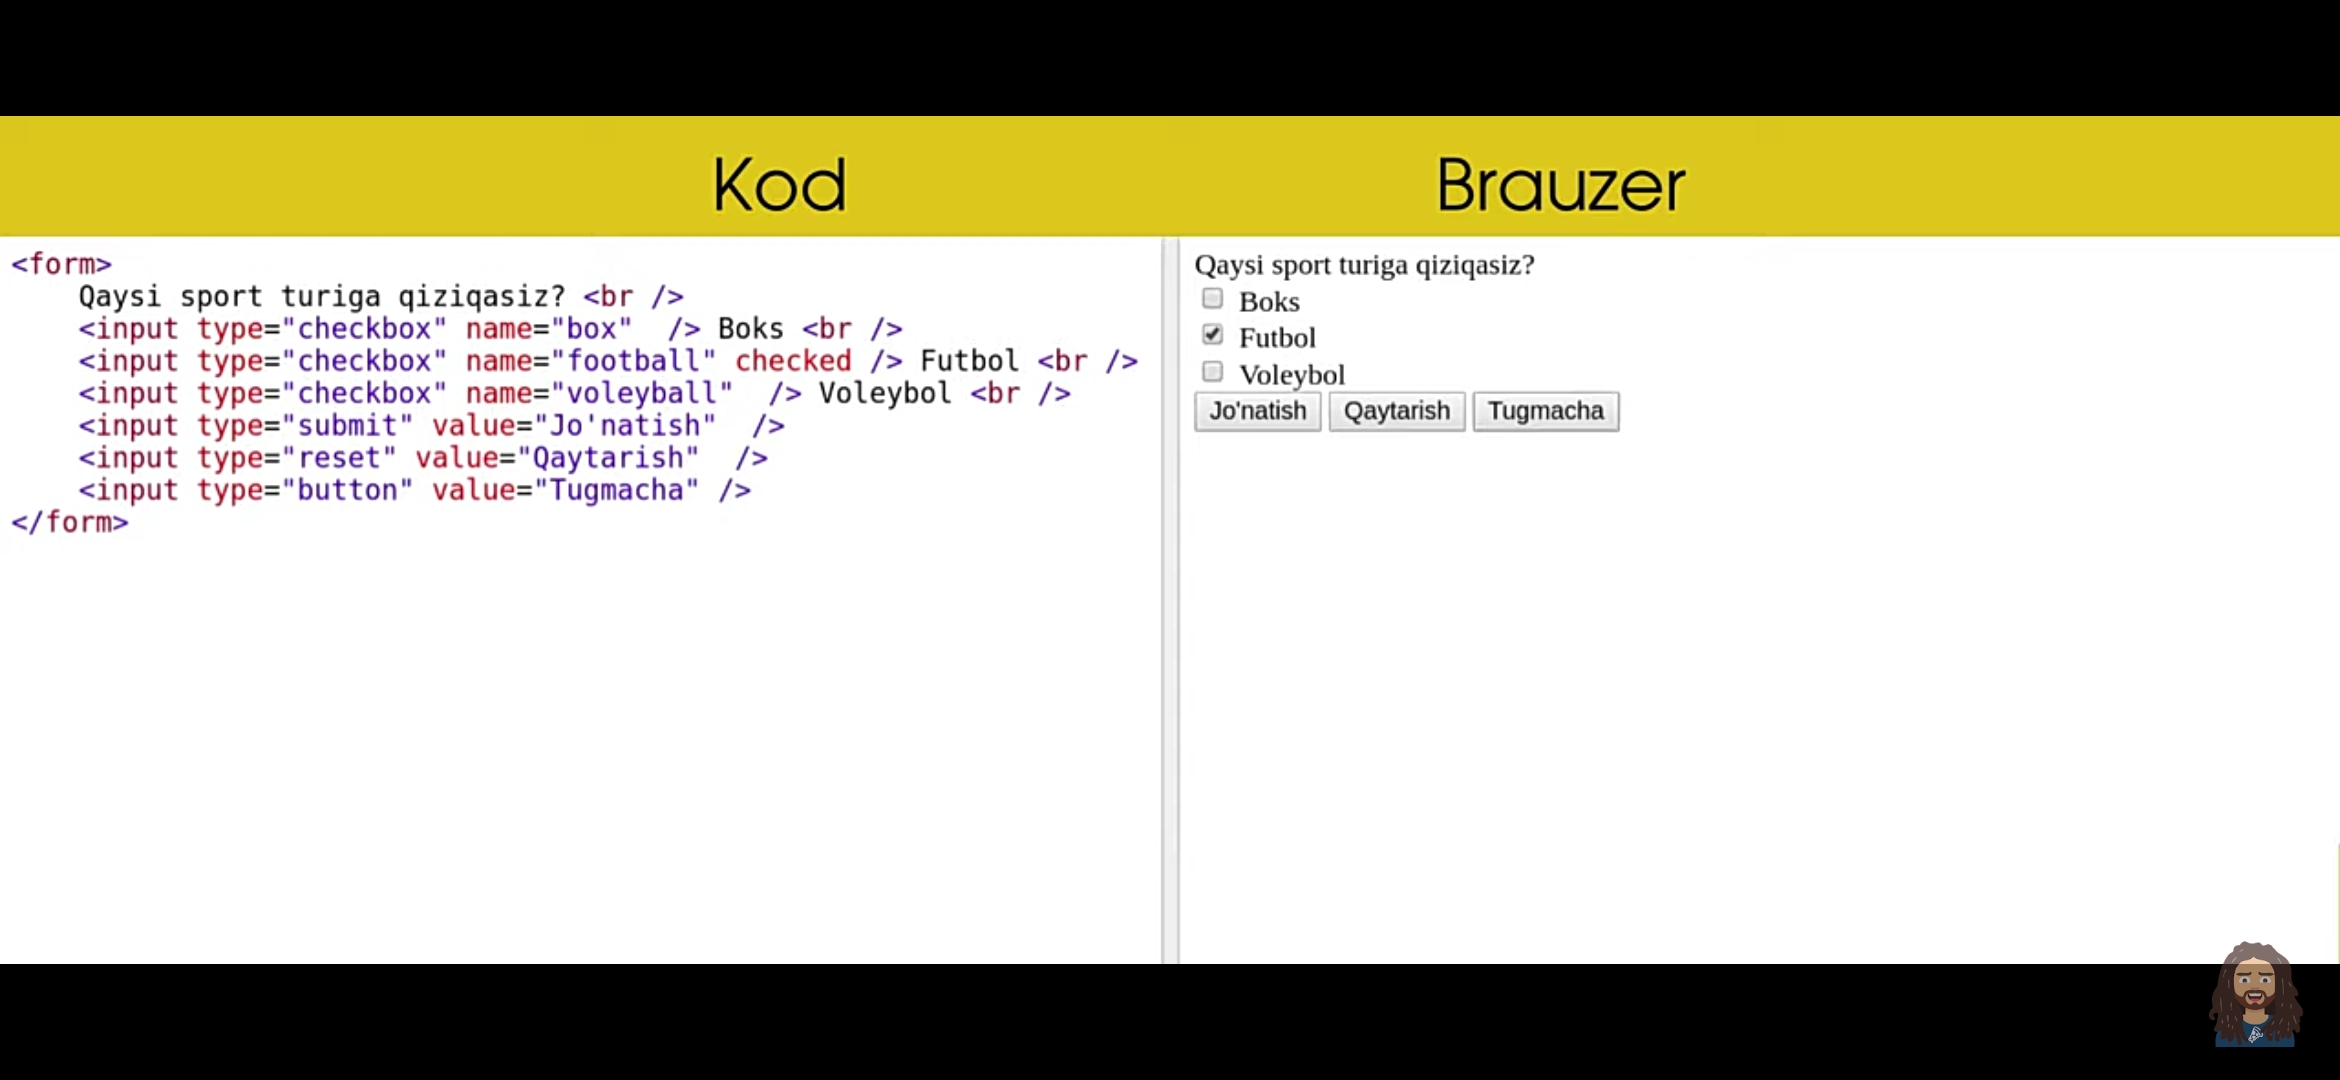 Kod
Brauzer
<form>
Qaysi sport turiga qiziqasiz? <br />
<input type="checkbox" name="box"  /> Boks <br />
<input type="checkbox" name="football" checked /> Futbol <br />
<input type="checkbox" name="voleyball"  /> Voleybol <br />
<input type="submit" value="Jo'natish"  />
<input type="reset" value="Qaytarish"  />
<input type="button" value="Tugmacha" />
</form>
Qaysi sport turiga qiziqasiz?
Boks
Futbol
Voleybol
Jo'natish Qaytarish Tugmacha